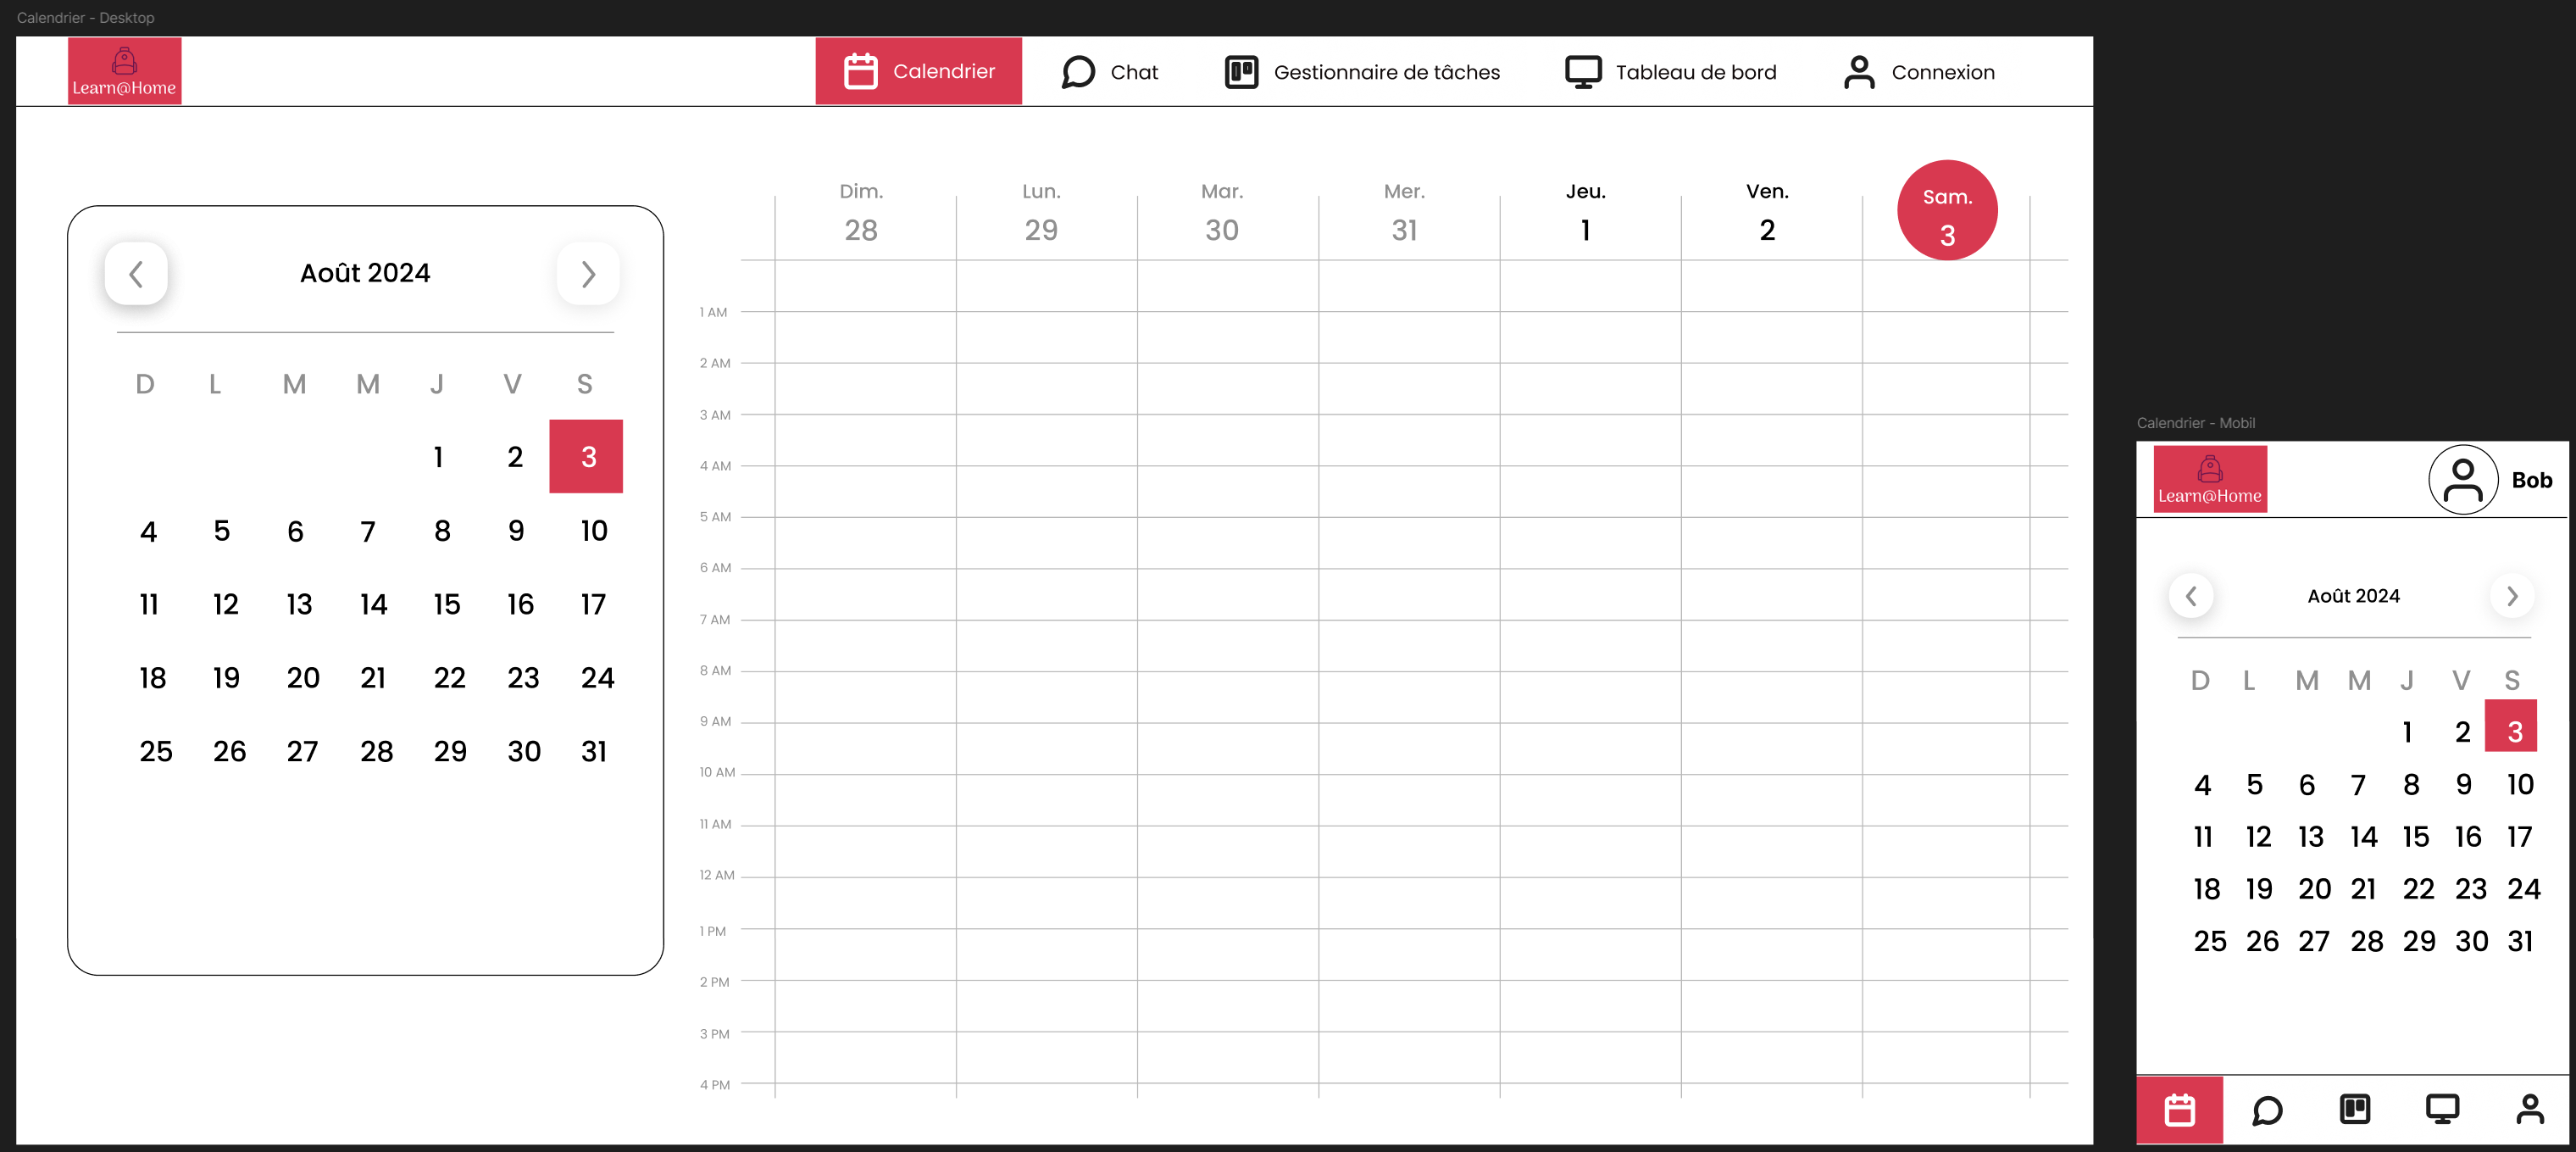 Calendrier - Desktop
Learn@Home
Calendrier Chat Gestionnaire de tâches Tableau de bord Connexion
Août 2024
D L M M J V S
1 2 3
4 5 6 7 8 9 10
11 12 13 14 15 16 17
18 19 20 21 22 23 24
25 26 27 28 29 30 31
Dim. Lun. Mar. Mer. Jeu. Ven. Sam.
28 29 30 31 1 2 3
1 AM
2 AM
3 AM
4 AM
5 AM
6 AM
7 AM
8 AM
9 AM
10 AM
11 AM
12 AM
1 PM
2 PM
3 PM
4 PM
Calendrier - Mobil
Learn@Home
Bob
Août 2024
D L M M J V S
1 2 3
4 5 6 7 8 9 10
11 12 13 14 15 16 17
18 19 20 21 22 23 24
25 26 27 28 29 30 31